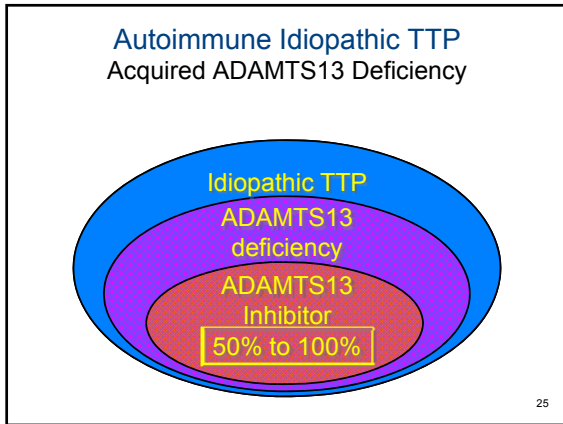 Autoimmune Idiopathic TTP
Acquired ADAMTS13 Deficiency
Idiopathic TTP
ADAMTS13
deficiency
ADAMTS13
Inhibitor
50% to 100%
25